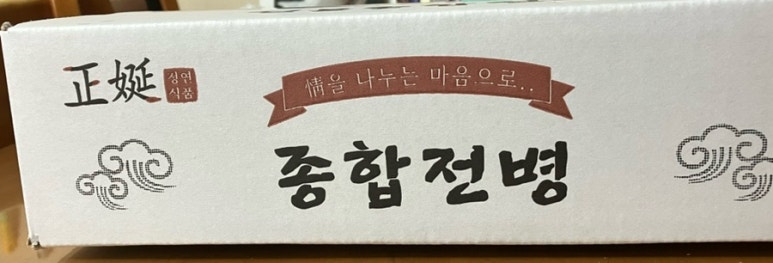 正娫
성연
식품
情을 나누는 마음으로..
종합전병